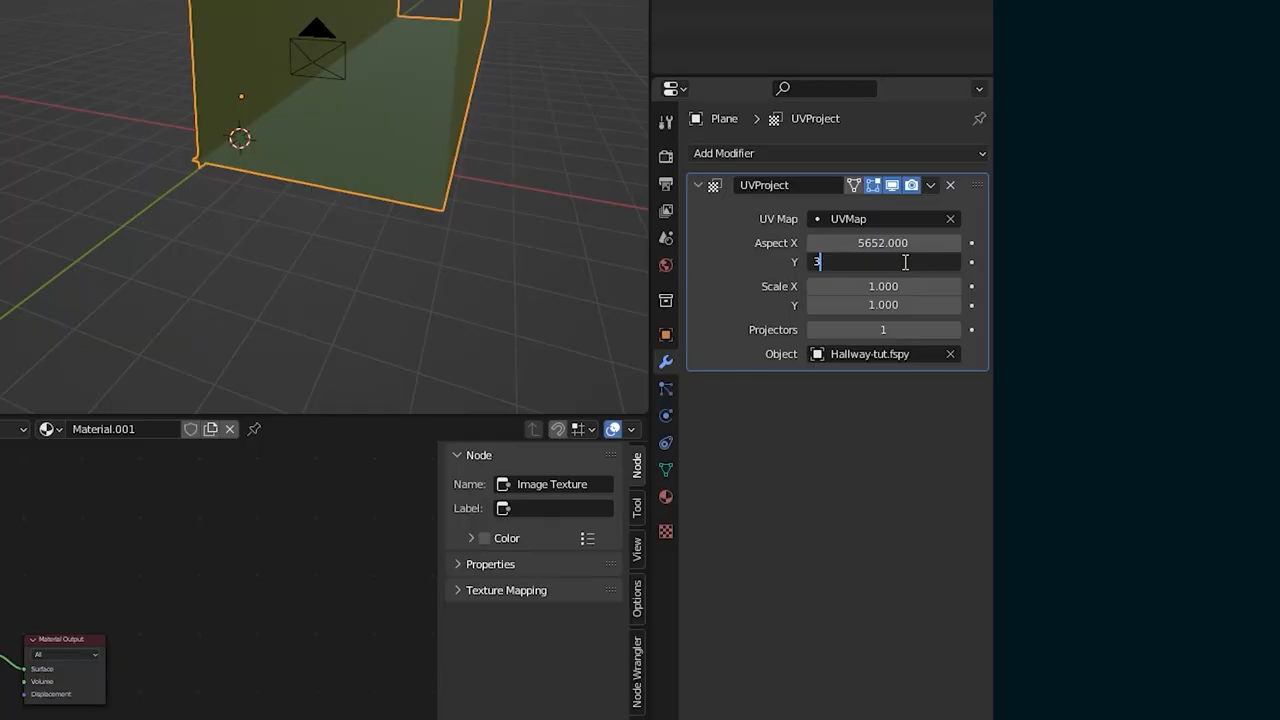 Plane > UVProject
Add Modifier
UVProject
UV Map UVMap
Aspect X 5652.000
Y 3
Scale X 1.000
Y 1.000
Projectors 1
Object Hallway-tut.fspy
Material.001
Node
Name: Image Texture
Label:
Color
Properties
Texture Mapping
Node
Tool
View
Options
Node Wrangler
Material Output
All
Surface
Volume
Displacement